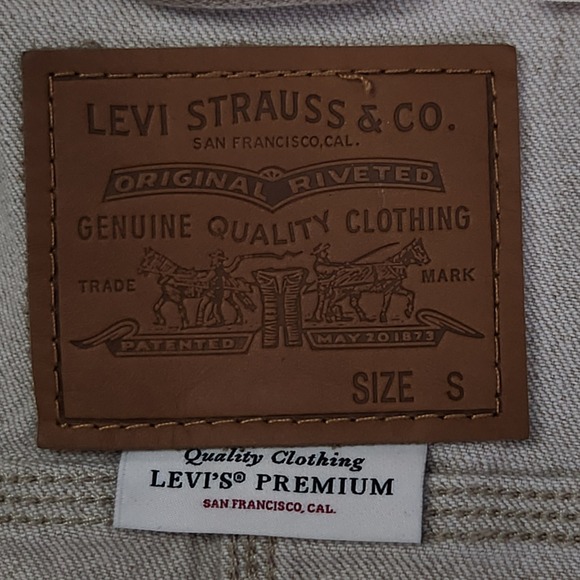 LEVI STRAUSS & CO.
SAN FRANCISCO, CAL.
ORIGINAL RIVETED
GENUINE QUALITY CLOTHING
TRADE MARK
PATENTED MAY 20 1873
SIZE S
Quality Clothing
LEVI'S® PREMIUM
SAN FRANCISCO, CAL.